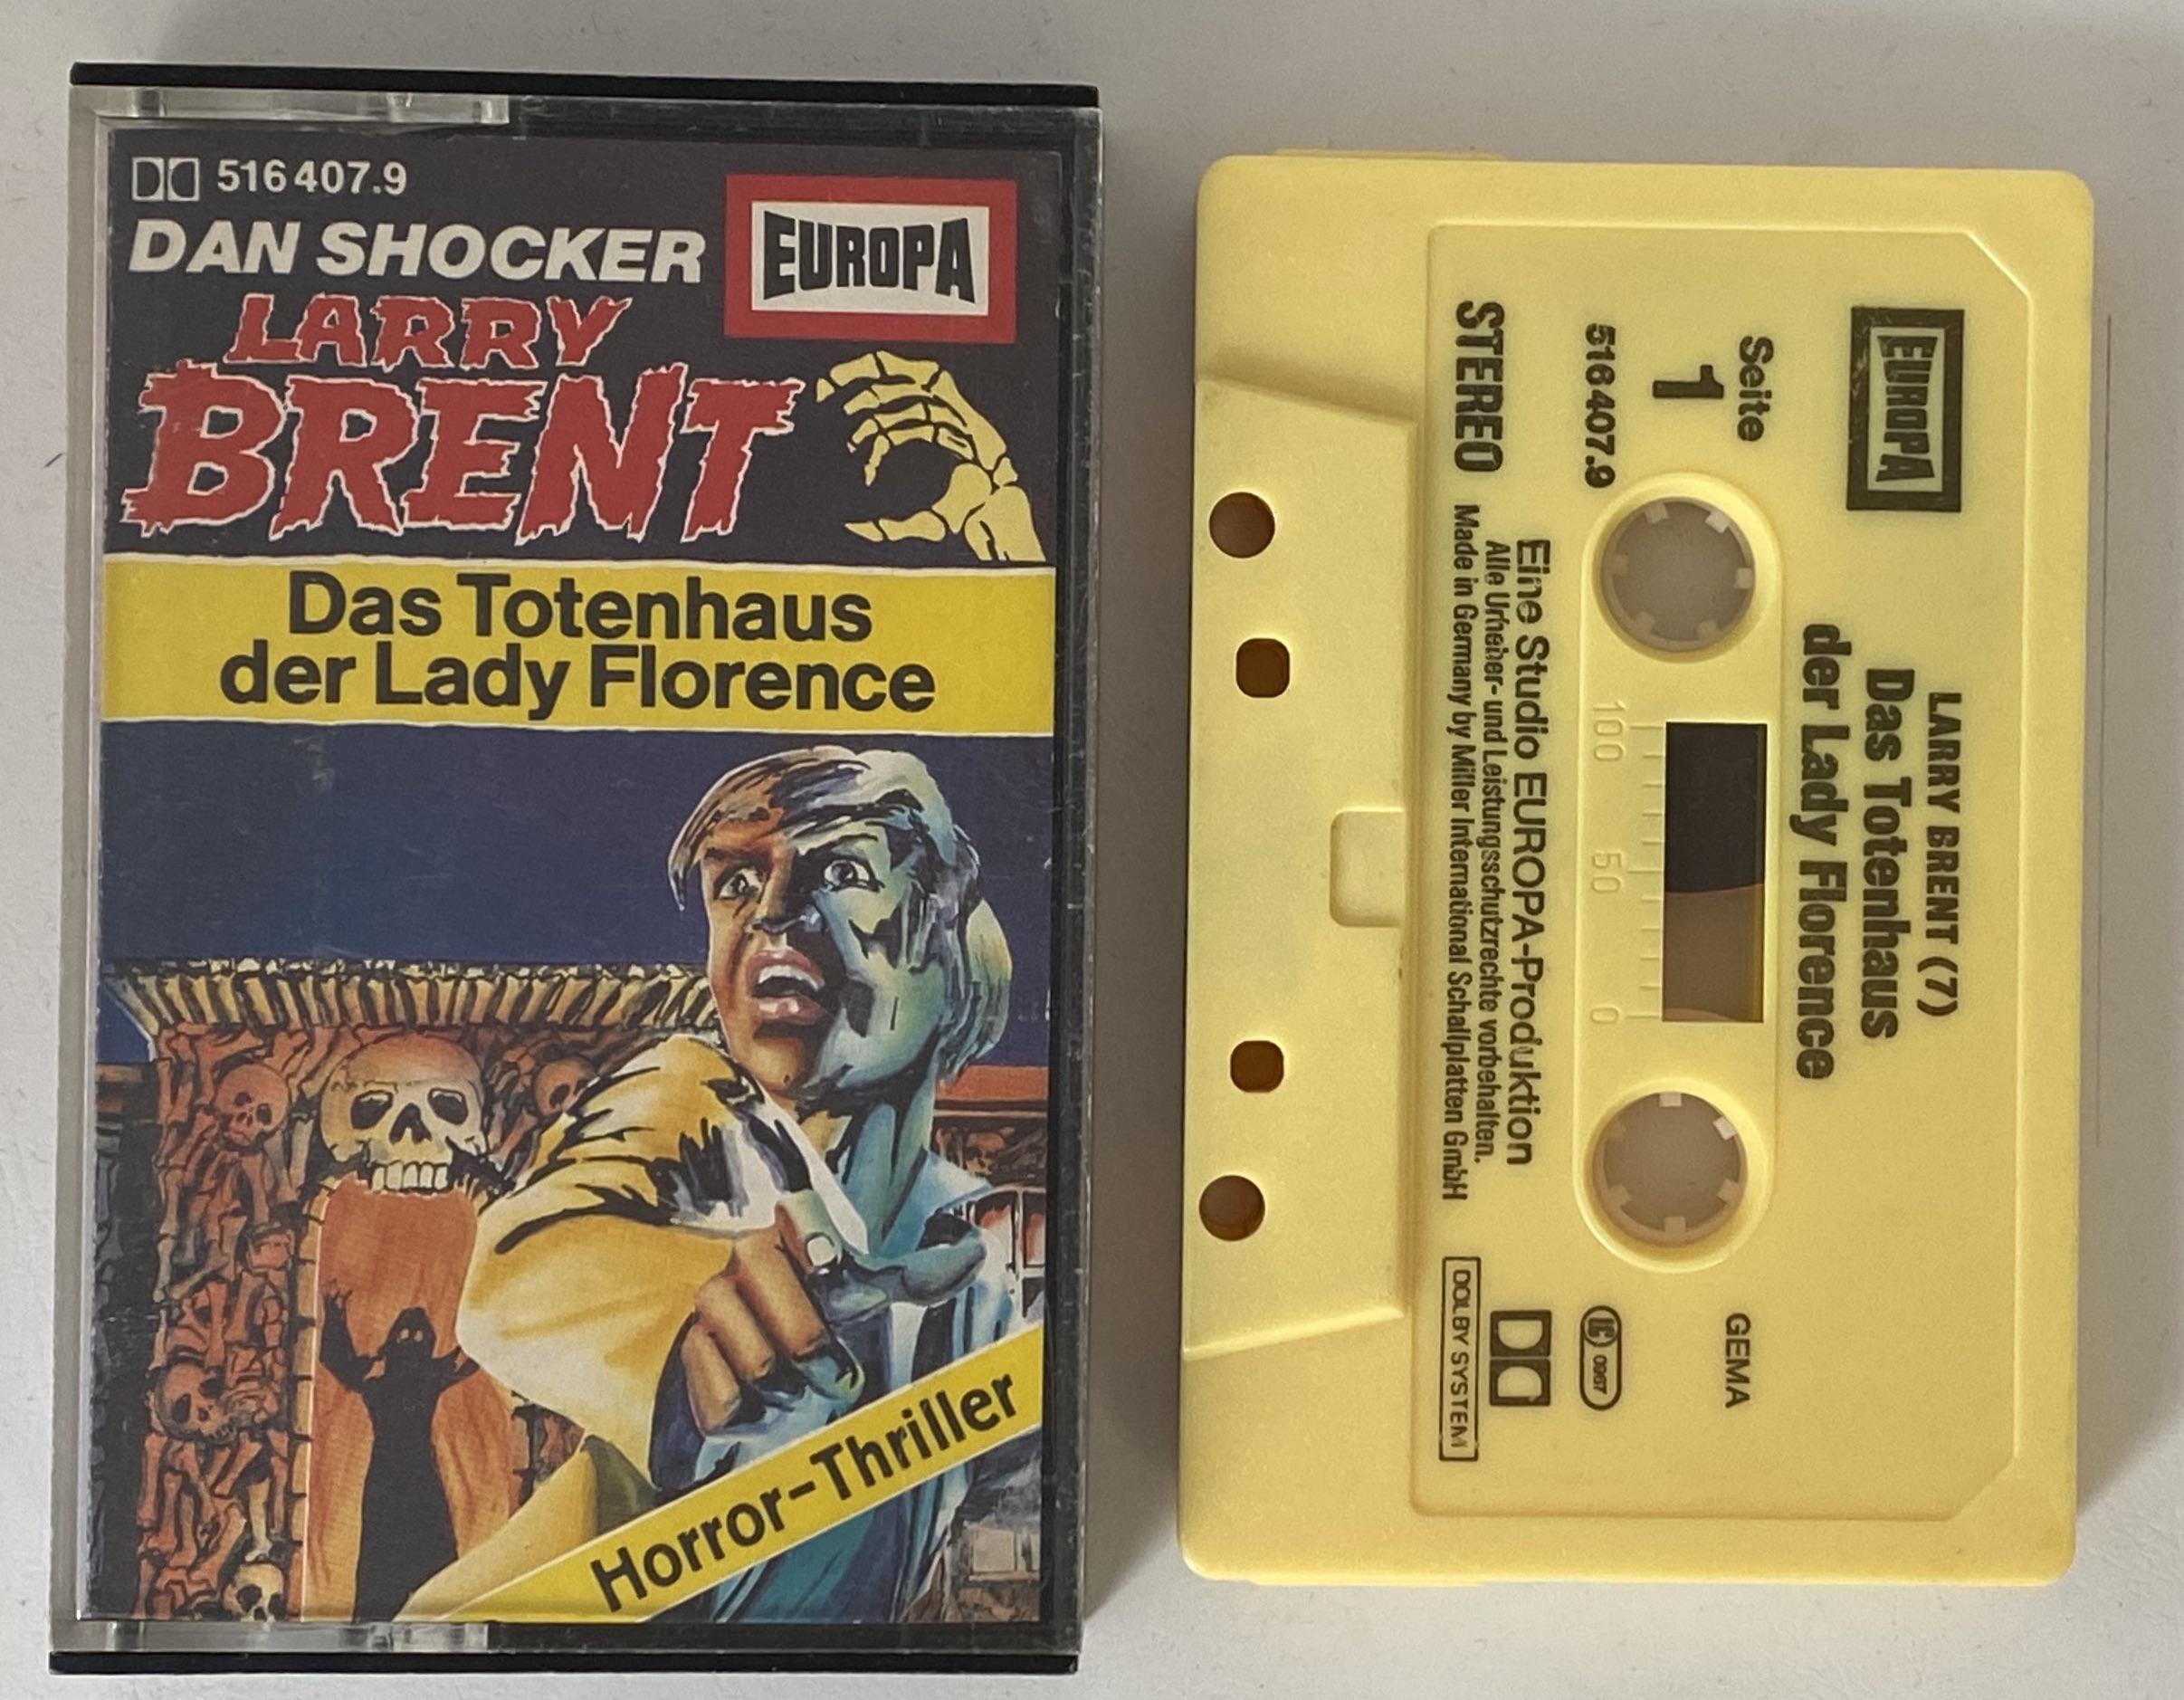 516 407.9
DAN SHOCKER
EUROPA
LARRY
BRENT
Das Totenhaus
der Lady Florence
Horror-Thriller
EUROPA
LARRY BRENT (7)
Das Totenhaus
der Lady Florence
Seite
1
GEMA
516 407.9
0967
100 50 0
Eine Studio EUROPA-Produktion
Alle Urheber- und Leistungsschutzrechte vorbehalten.
STEREO
Made in Germany by Miller International Schallplatten GmbH
DOLBY SYSTEM